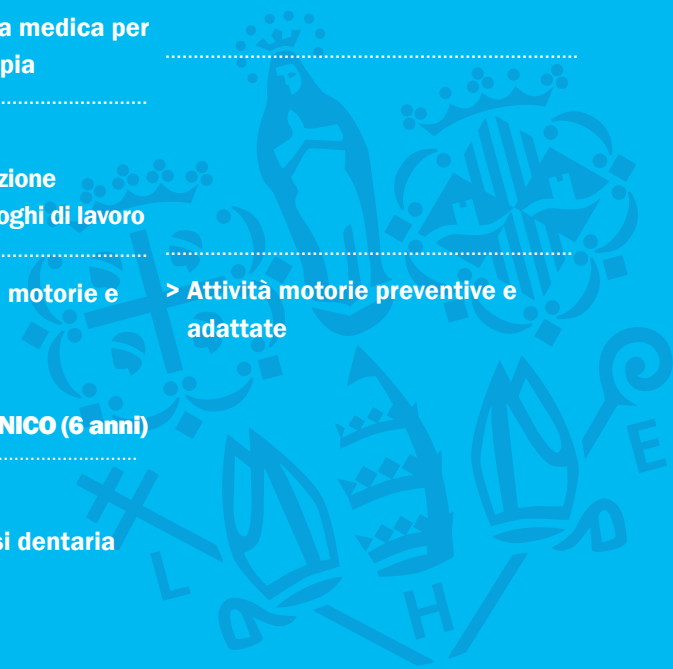 a medica per
pia
zione
oghi di lavoro
motorie e
> Attività motorie preventive e
adattate
NICO (6 anni)
si dentaria
L
H
E